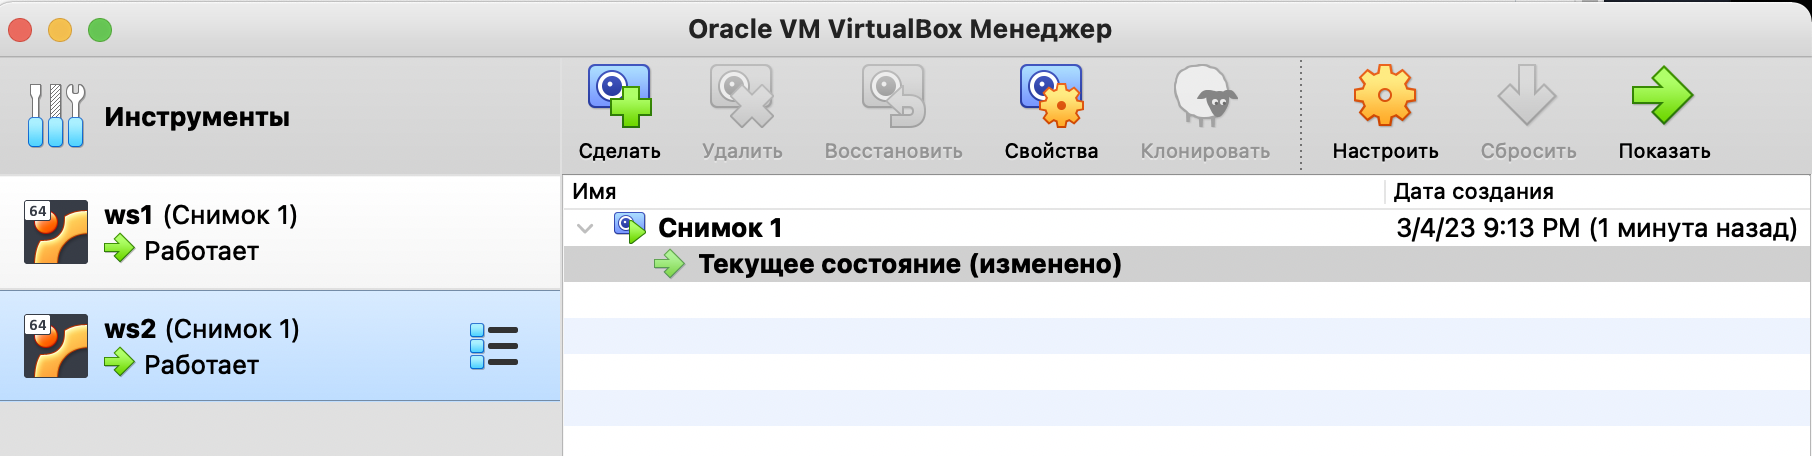 Oracle VM VirtualBox Менеджер
Инструменты
Сделать Удалить Восстановить Свойства Клонировать Настроить Сбросить Показать
64 ws1 (Снимок 1)
Работает
64 ws2 (Снимок 1)
Работает
Имя Дата создания
Снимок 1 3/4/23 9:13 PM (1 минута назад)
Текущее состояние (изменено)